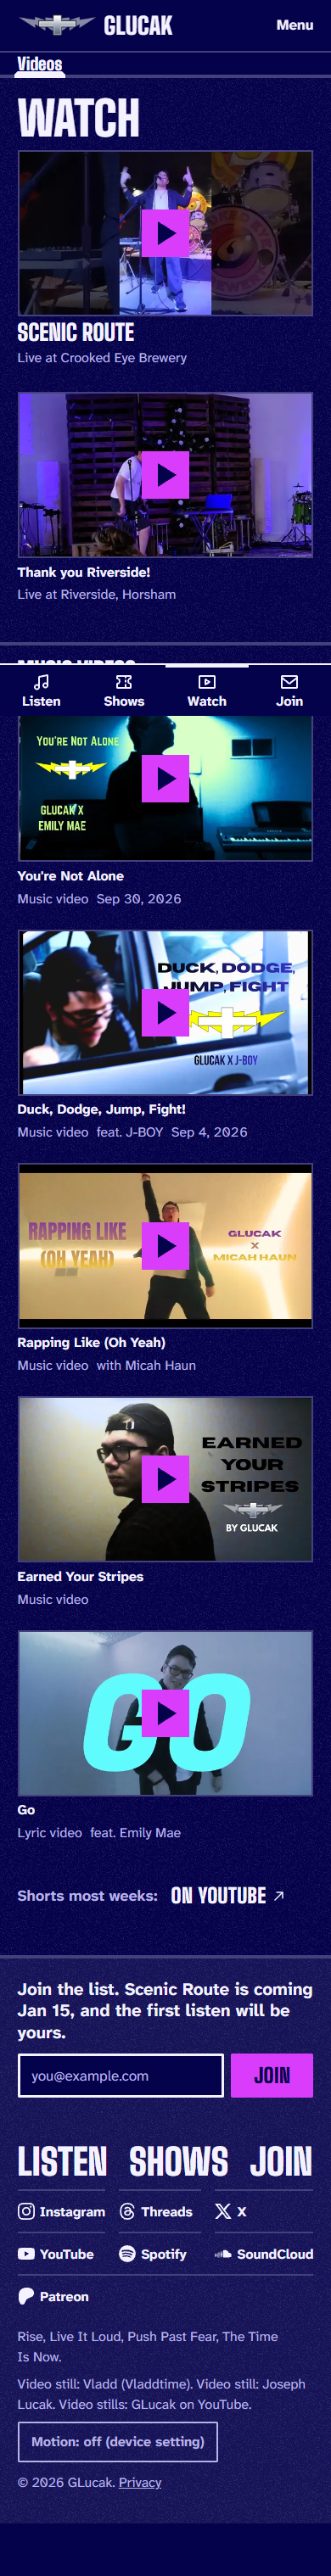 GLUCAK
Menu
Videos
WATCH
SCENIC ROUTE
Live at Crooked Eye Brewery
Thank you Riverside!
Live at Riverside, Horsham
MUSIC VIDEOS
Listen
Shows
Watch
Join
YOU'RE NOT ALONE
GLUCAK X
EMILY MAE
You're Not Alone
Music video Sep 30, 2026
DUCK, DODGE,
JUMP, FIGHT
GLUCAK X J-BOY
Duck, Dodge, Jump, Fight!
Music video feat. J-BOY Sep 4, 2026
RAPPING LIKE
(OH YEAH)
GLUCAK
X
MICAH HAUN
Rapping Like (Oh Yeah)
Music video with Micah Haun
EARNED
YOUR
STRIPES
BY GLUCAK
Earned Your Stripes
Music video
GO
Go
Lyric video feat. Emily Mae
Shorts most weeks: ON YOUTUBE
Join the list. Scenic Route is coming
Jan 15, and the first listen will be
yours.
you@example.com
JOIN
LISTEN SHOWS JOIN
Instagram Threads X
YouTube Spotify SoundCloud
Patreon
Rise, Live It Loud, Push Past Fear, The Time
Is Now.
Video still: Vladd (Vladdtime). Video still: Joseph
Lucak. Video stills: GLucak on YouTube.
Motion: off (device setting)
© 2026 GLucak. Privacy